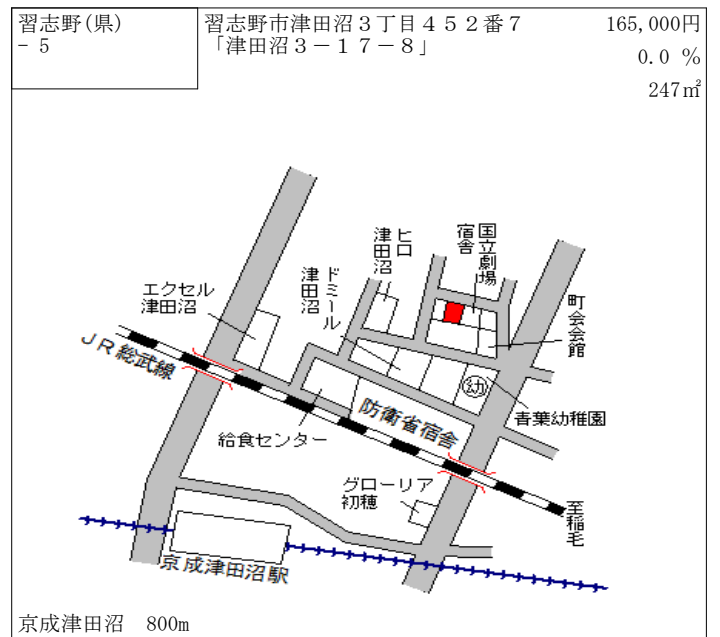 習志野(県)
- 5
習志野市津田沼３丁目４５２番７
「津田沼３－１７－８」
165,000円
0.0 %
247㎡
国立劇場
宿舎
ヒロ
津田沼
ドミール
津田沼
エクセル
津田沼
町会会館
ＪＲ総武線
幼
青葉幼稚園
防衛省宿舎
給食センター
グローリア
初穂
至稲毛
京成津田沼駅
京成津田沼　800m